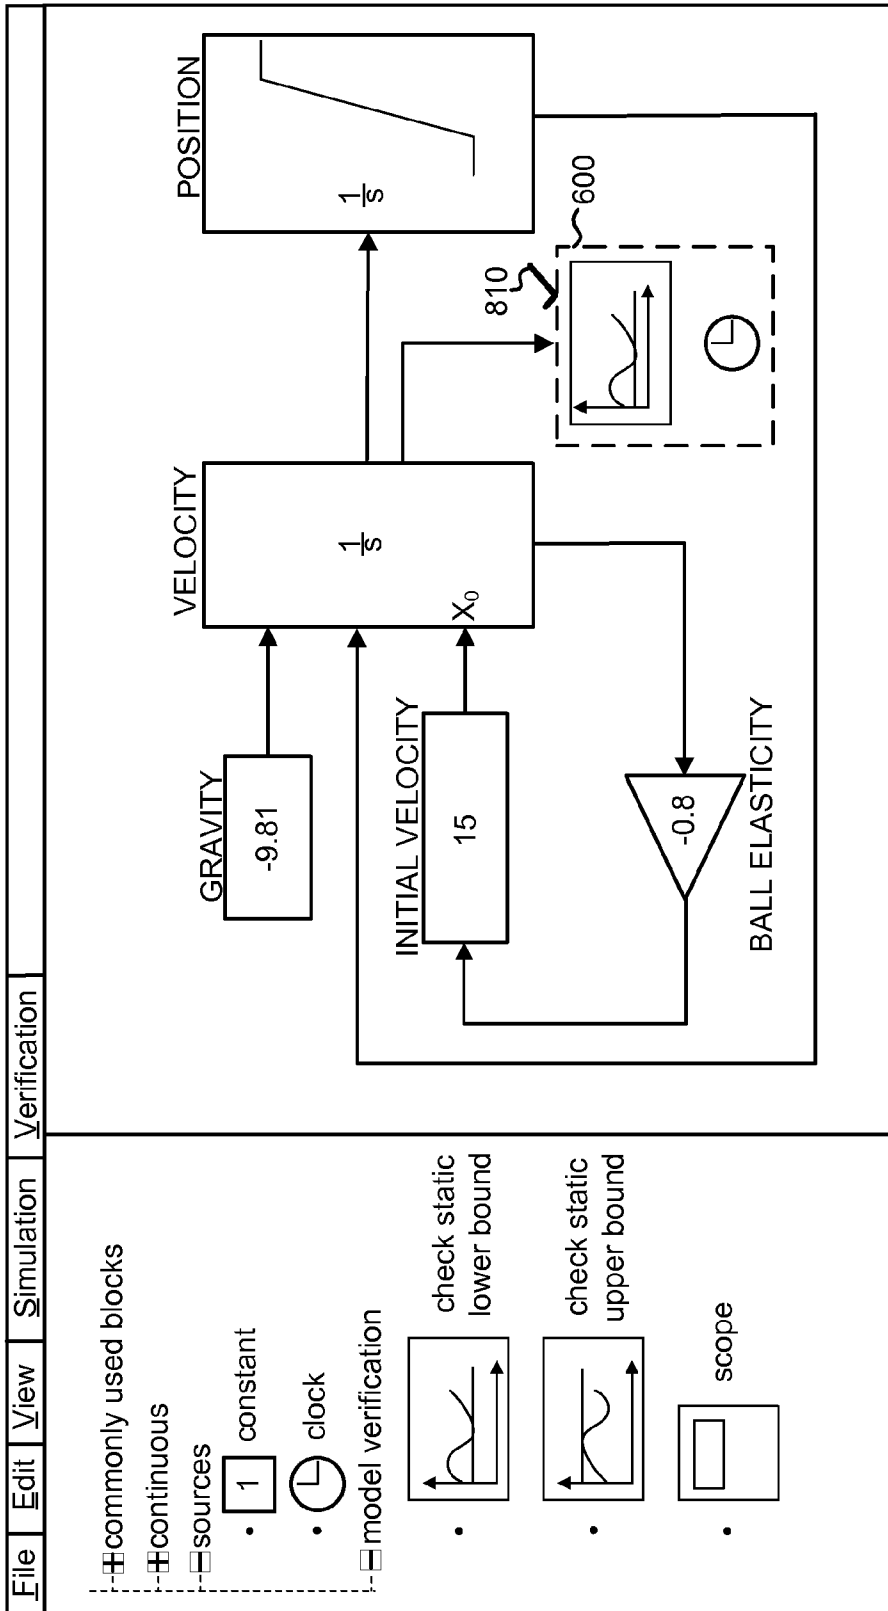 File Edit View Simulation Verification
commonly used blocks
continuous
sources
1 constant
clock
model verification
check static
lower bound
check static
upper bound
scope
GRAVITY
-9.81
INITIAL VELOCITY
15
BALL ELASTICITY
-0.8
VELOCITY
1/s
X₀
POSITION
1/s
810
600